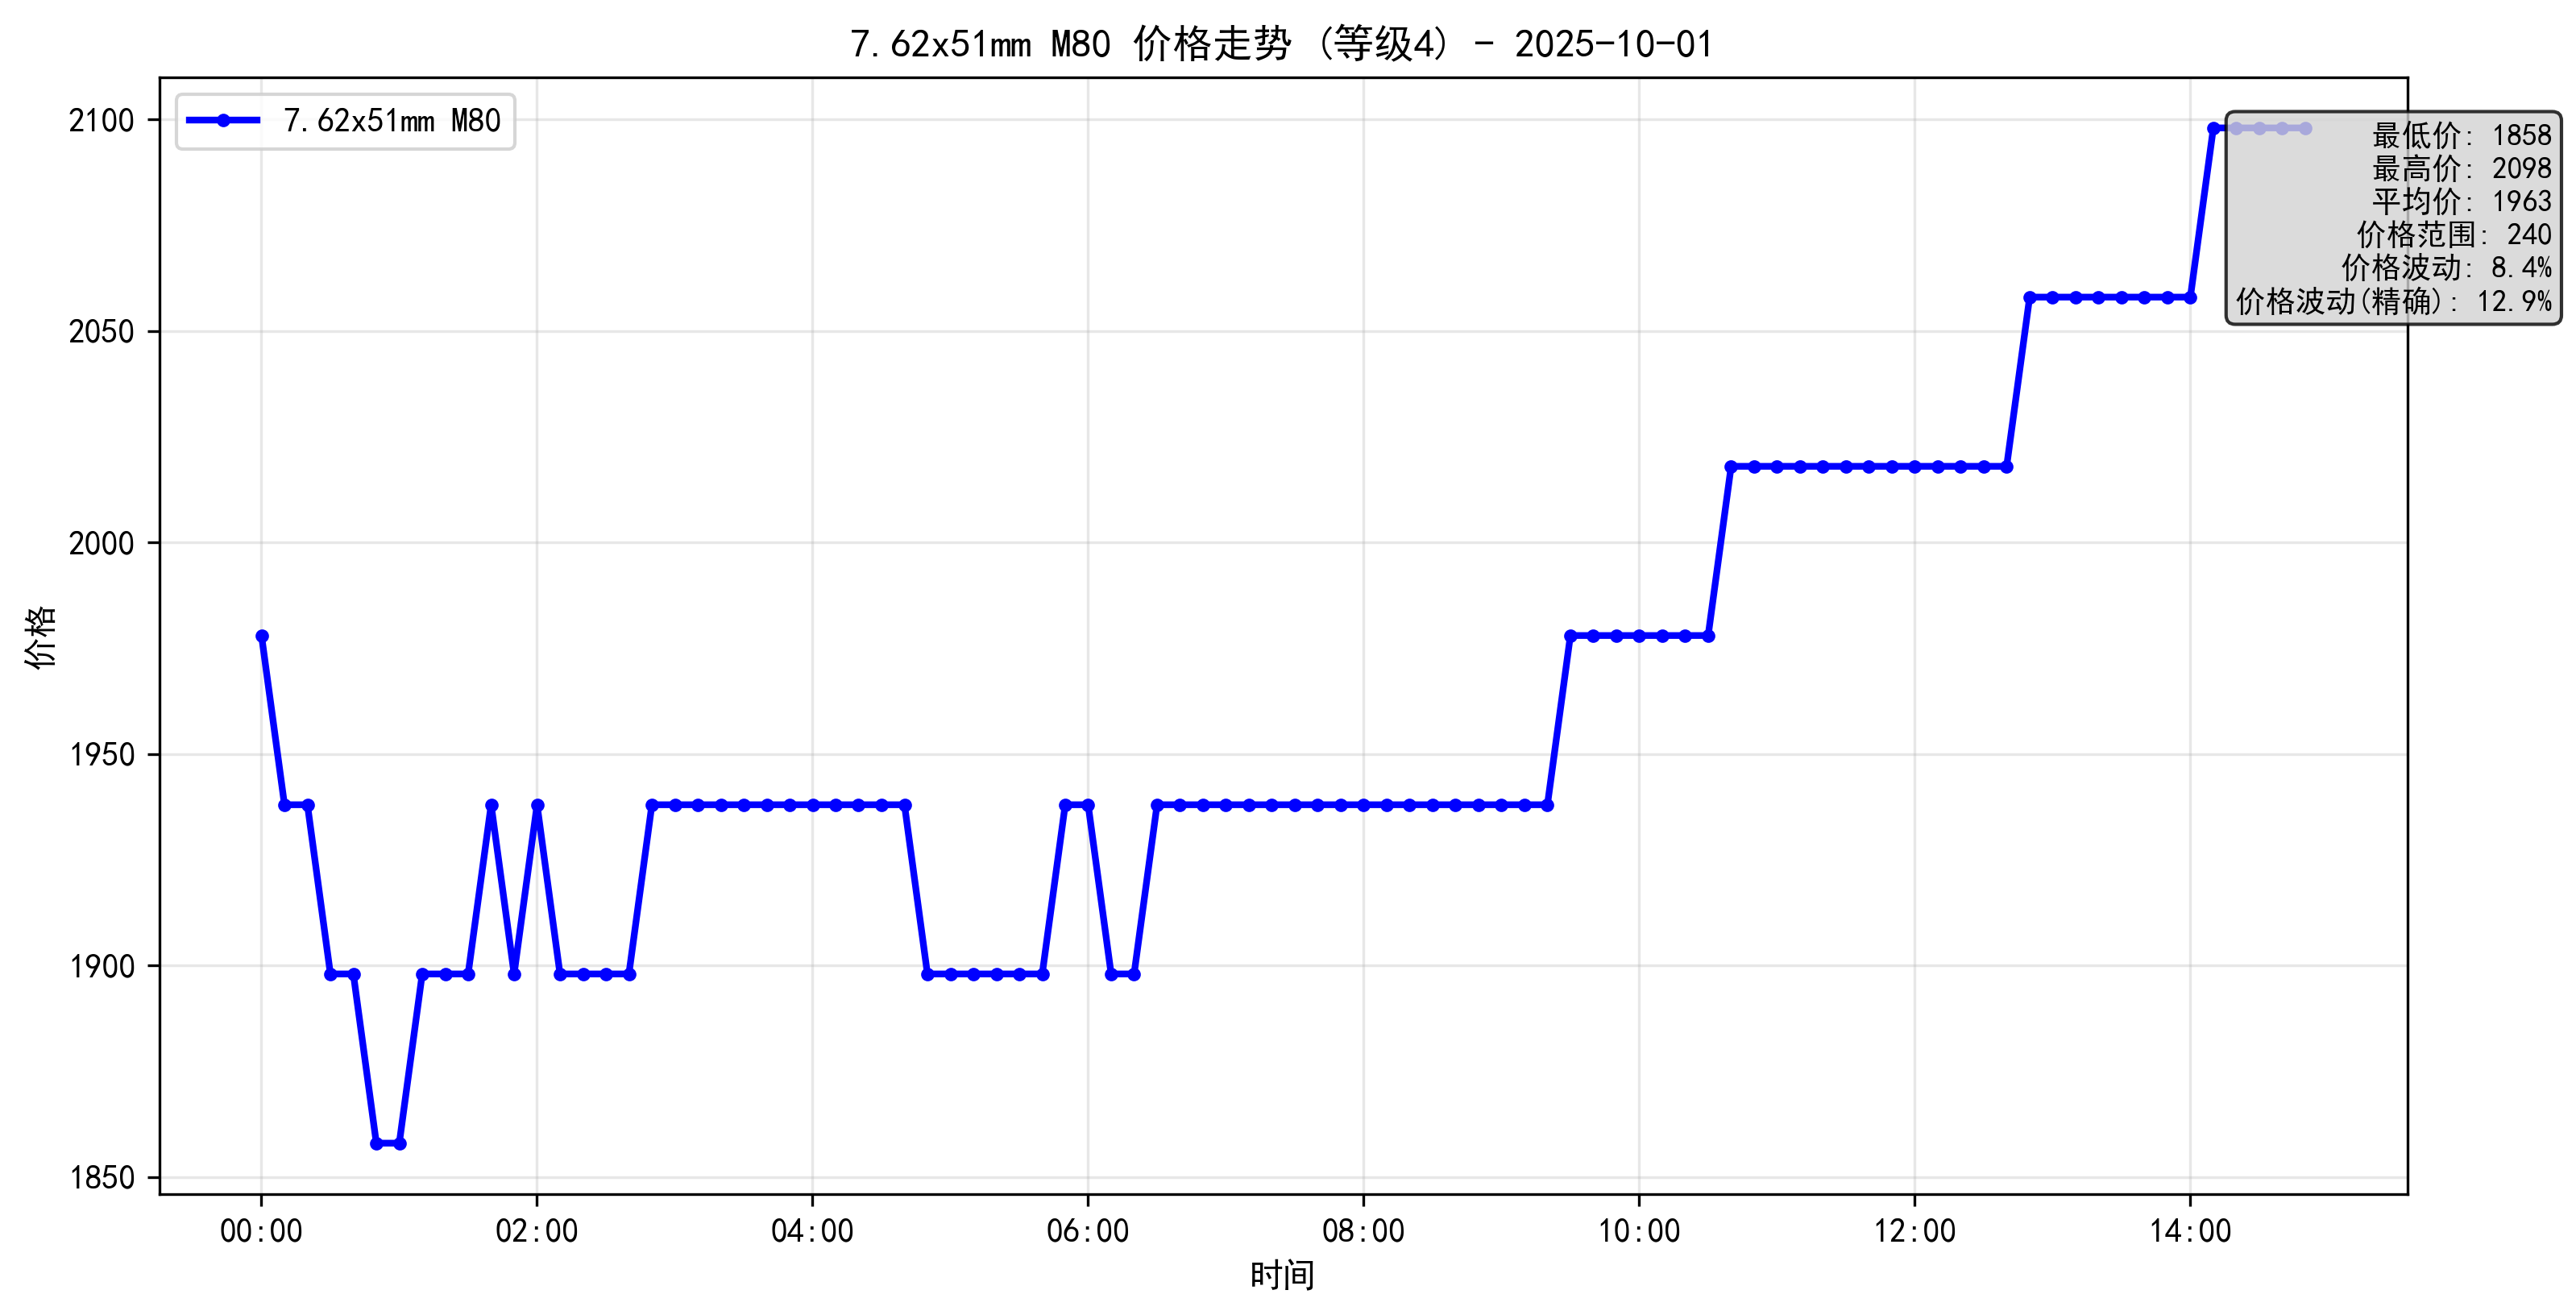 7.62x51mm M80 价格走势 (等级4) - 2025-10-01
7.62x51mm M80
最低价: 1858
最高价: 2098
平均价: 1963
价格范围: 240
价格波动: 8.4%
价格波动(精确): 12.9%
价格
2100
2050
2000
1950
1900
1850
00:00 02:00 04:00 06:00 08:00 10:00 12:00 14:00
时间